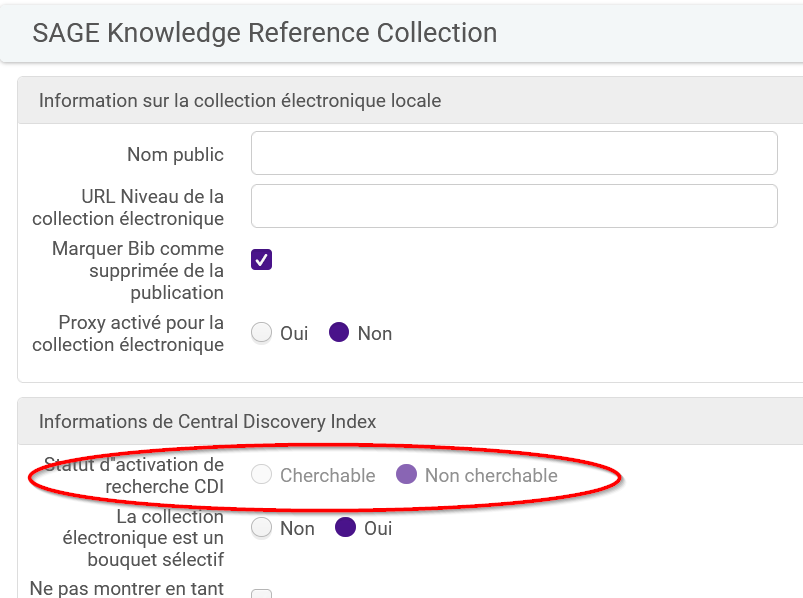 SAGE Knowledge Reference Collection
Information sur la collection électronique locale
Nom public
URL Niveau de la
collection électronique
Marquer Bib comme
supprimée de la
publication
Proxy activé pour la
collection électronique
Oui Non
Informations de Central Discovery Index
Statut d"activation de
recherche CDI
Cherchable Non cherchable
La collection
électronique est un
bouquet sélectif
Non Oui
Ne pas montrer en tant